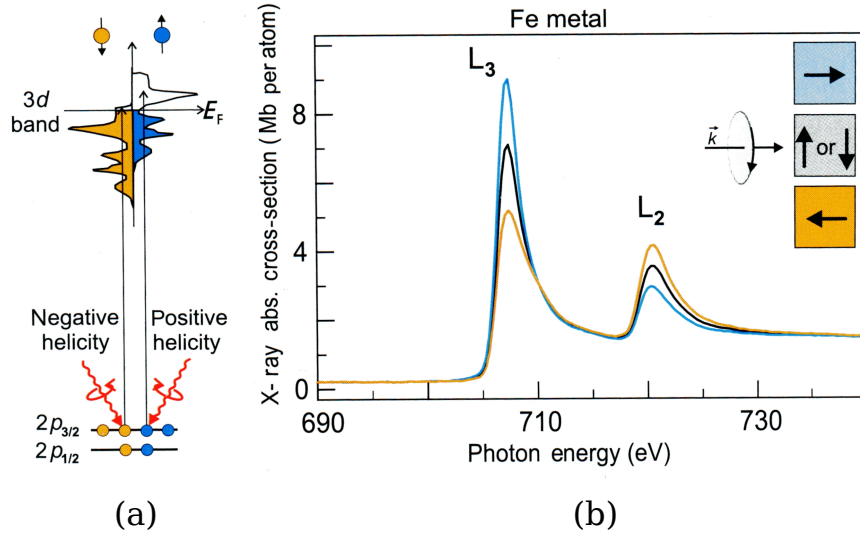 3d
band
E_F
Negative
helicity
Positive
helicity
2p_3/2
2p_1/2
(a)
Fe metal
X-ray abs. cross-section (Mb per atom)
8
4
0
690
710
730
Photon energy (eV)
L_3
L_2
k⃗
or
(b)